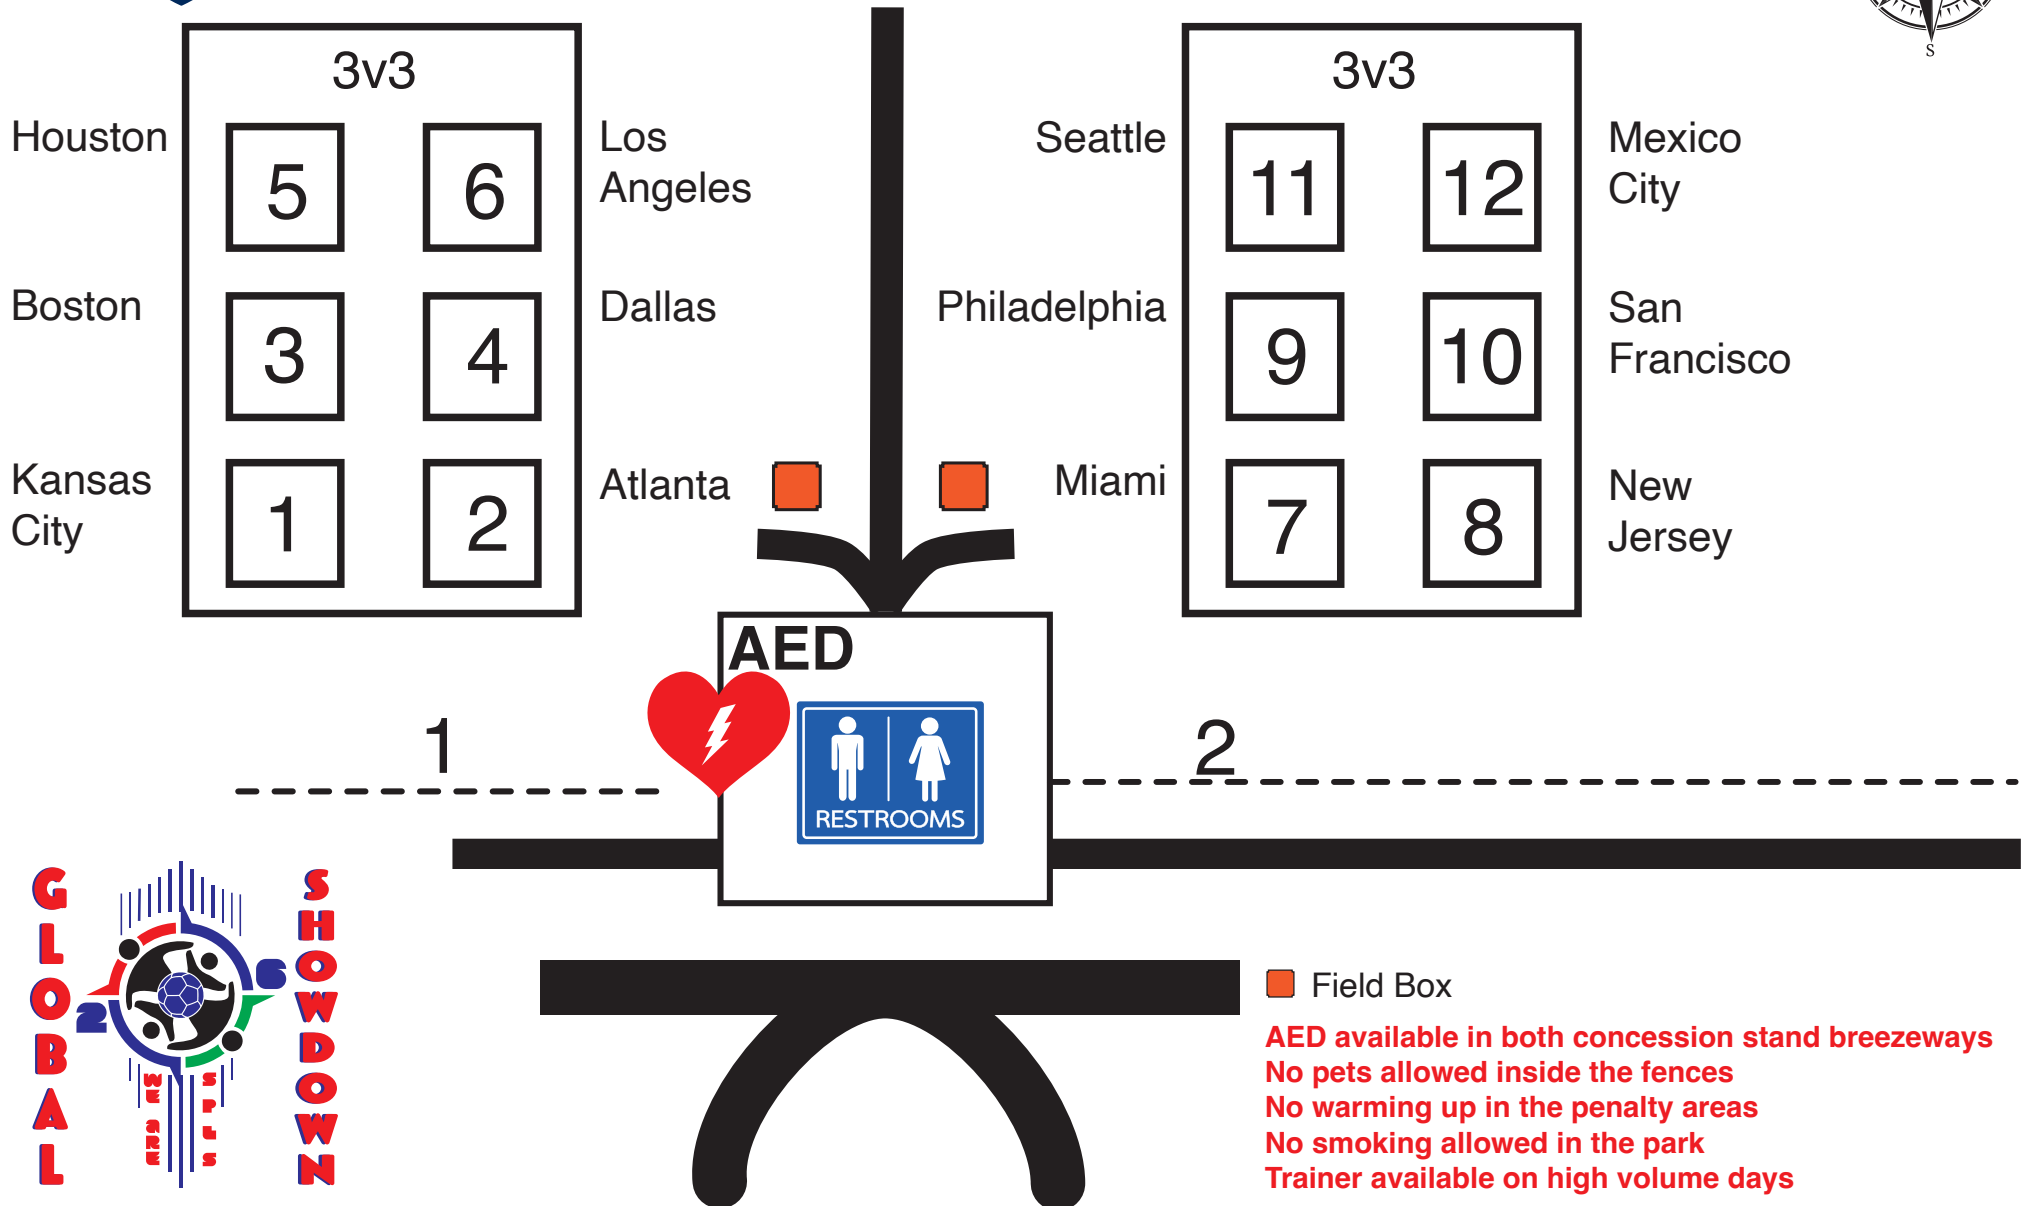 S
3v3
3v3
Houston
5
6
Los
Angeles
Seattle
11
12
Mexico
City
Boston
3
4
Dallas
Philadelphia
9
10
San
Francisco
Kansas
City
1
2
Atlanta
Miami
7
8
New
Jersey
AED
RESTROOMS
1
2
GLOBAL
26
SHOWDOWN
WE ARE
SPLS
Field Box
AED available in both concession stand breezeways
No pets allowed inside the fences
No warming up in the penalty areas
No smoking allowed in the park
Trainer available on high volume days